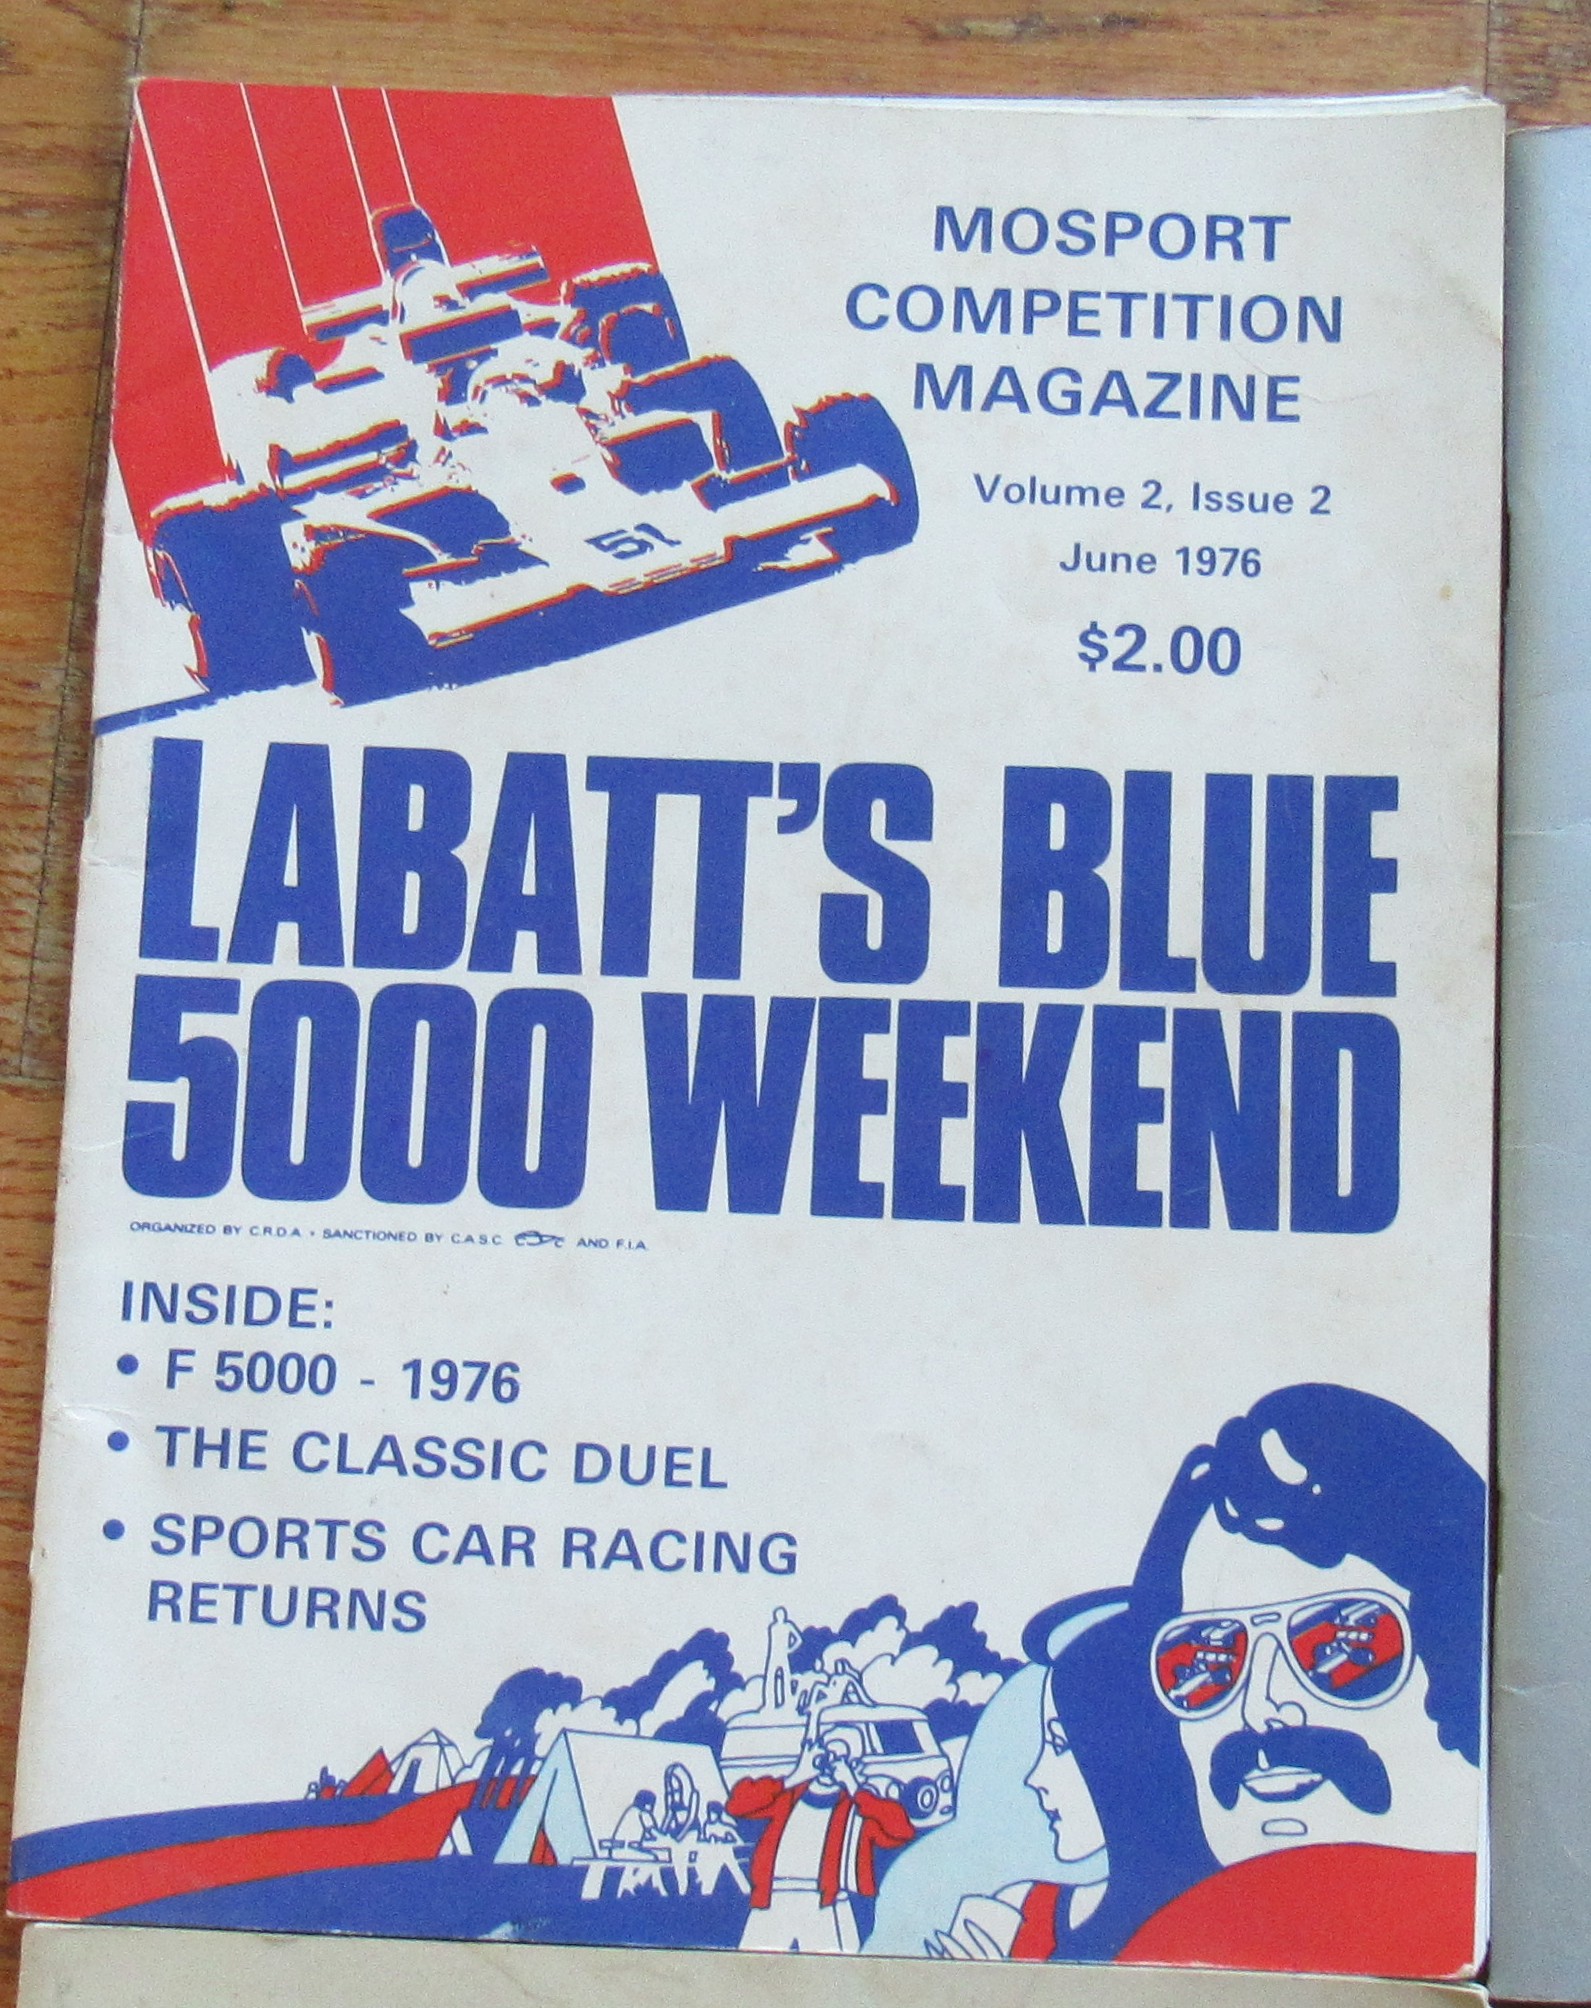 MOSPORT
COMPETITION
MAGAZINE
Volume 2, Issue 2
June 1976
$2.00
51
LABATT'S BLUE
5000 WEEKEND
ORGANIZED BY C.R.D.A • SANCTIONED BY C.A.S.C AND F.I.A.
INSIDE:
• F 5000 - 1976
• THE CLASSIC DUEL
• SPORTS CAR RACING
RETURNS